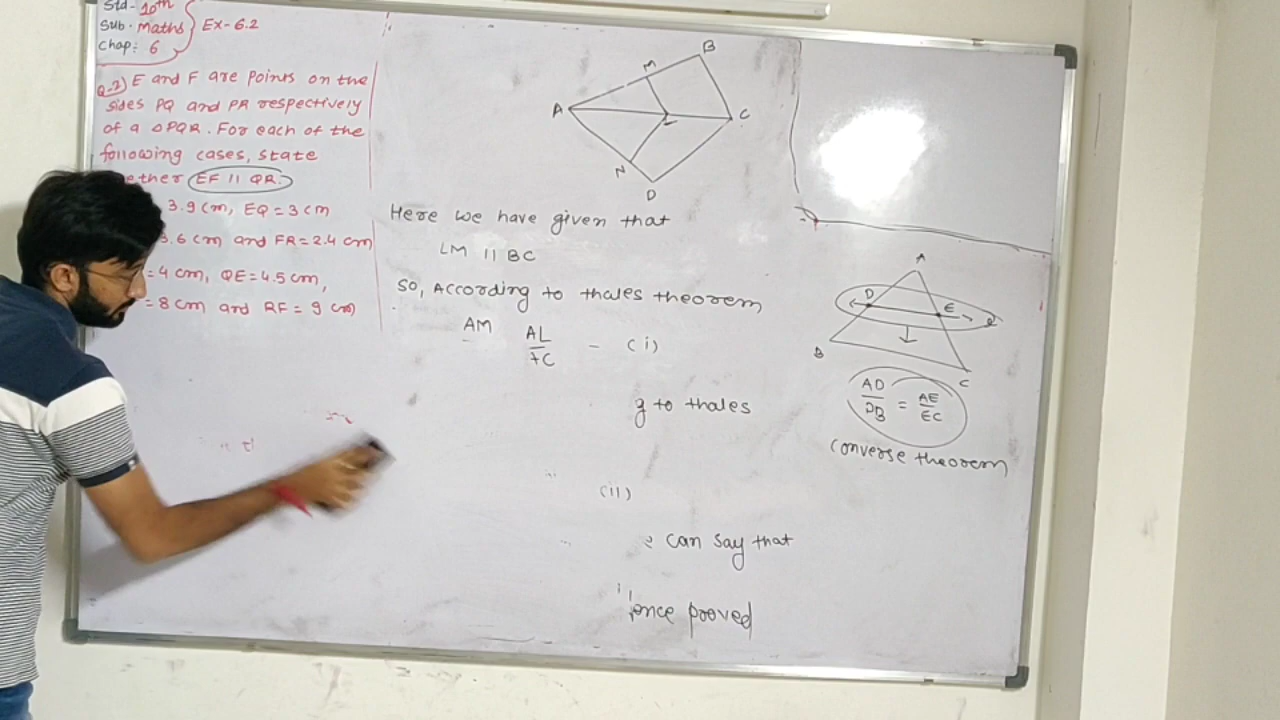 Std - 10th
Sub - Maths
Chap: 6
Ex - 6.2
Q-2) E and F are points on the
sides PQ and PR respectively
of a △PQR. For each of the
following cases, state
EF || QR.
3.9 cm, EQ = 3 cm
3.6 cm and FR = 2.4 cm
= 4 cm, QE = 4.5 cm,
= 8 cm and RF = 9 cm
B
M
A
C
L
N
D
Here we have given that
LM || BC
So, According to thales theorem
AM AL
C - (i)
g to thales
(ii)
can say that
ence proved
A
D
E
B
C
AD/DB = AE/EC
Converse theorem